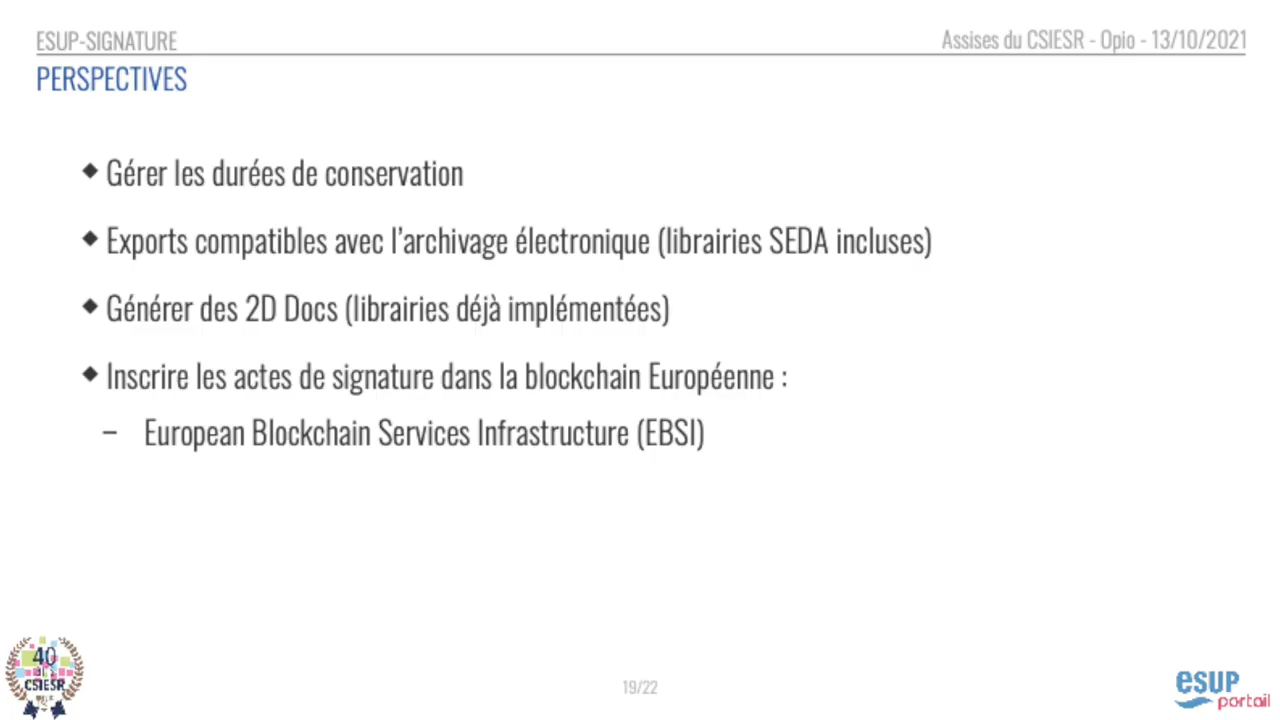 ESUP-SIGNATURE
Assises du CSIESR - Opio - 13/10/2021
PERSPECTIVES
◆ Gérer les durées de conservation
◆ Exports compatibles avec l’archivage électronique (librairies SEDA incluses)
◆ Générer des 2D Docs (librairies déjà implémentées)
◆ Inscrire les actes de signature dans la blockchain Européenne :
– European Blockchain Services Infrastructure (EBSI)
40
CSIESR
19/22
esup
portail